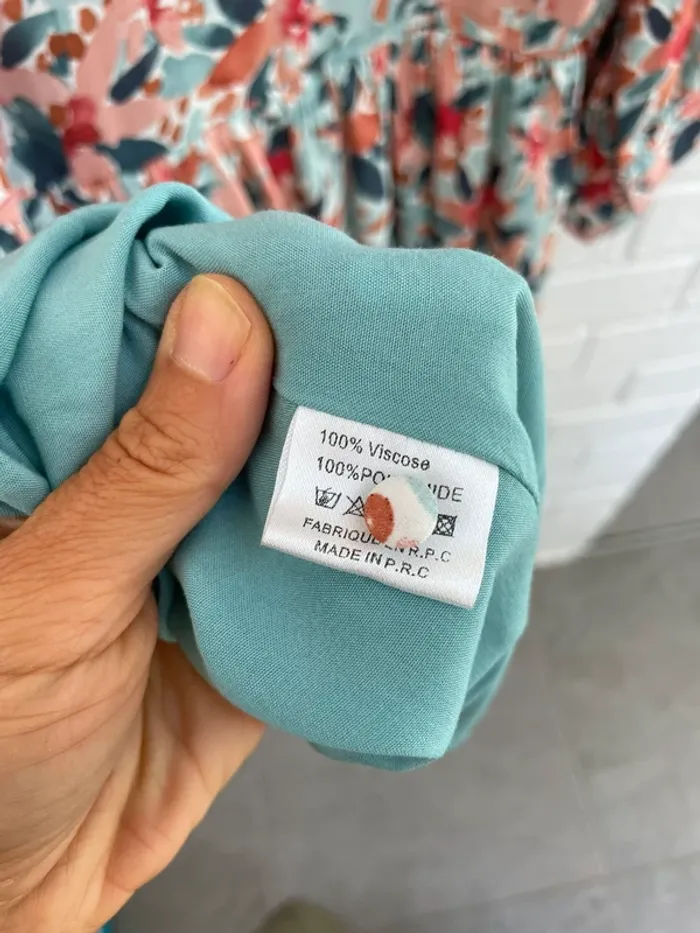 100% Viscose
100%
FABRIQUE EN R.P.C
MADE IN P.R.C